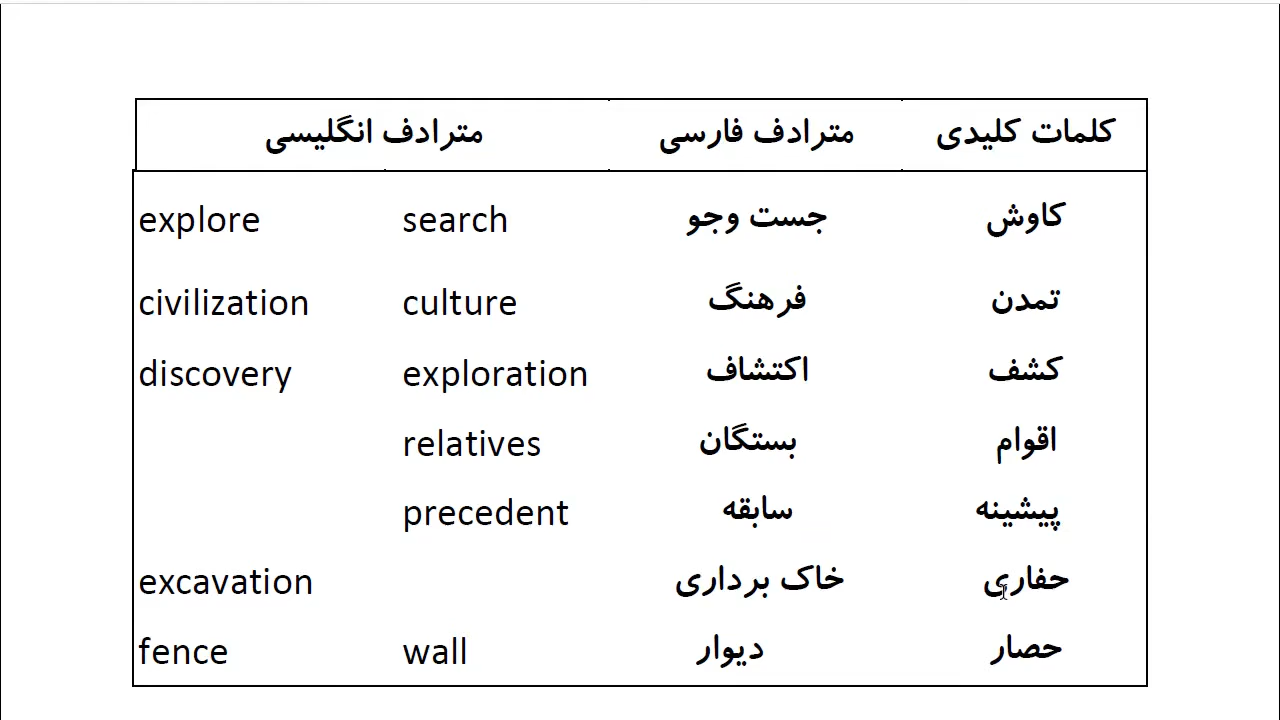 کلمات کلیدی مترادف فارسی مترادف انگلیسی
کاوش جست وجو search explore
تمدن فرهنگ culture civilization
کشف اکتشاف exploration discovery
اقوام بستگان relatives
پیشینه سابقه precedent
حفاری خاک برداری excavation
حصار دیوار wall fence